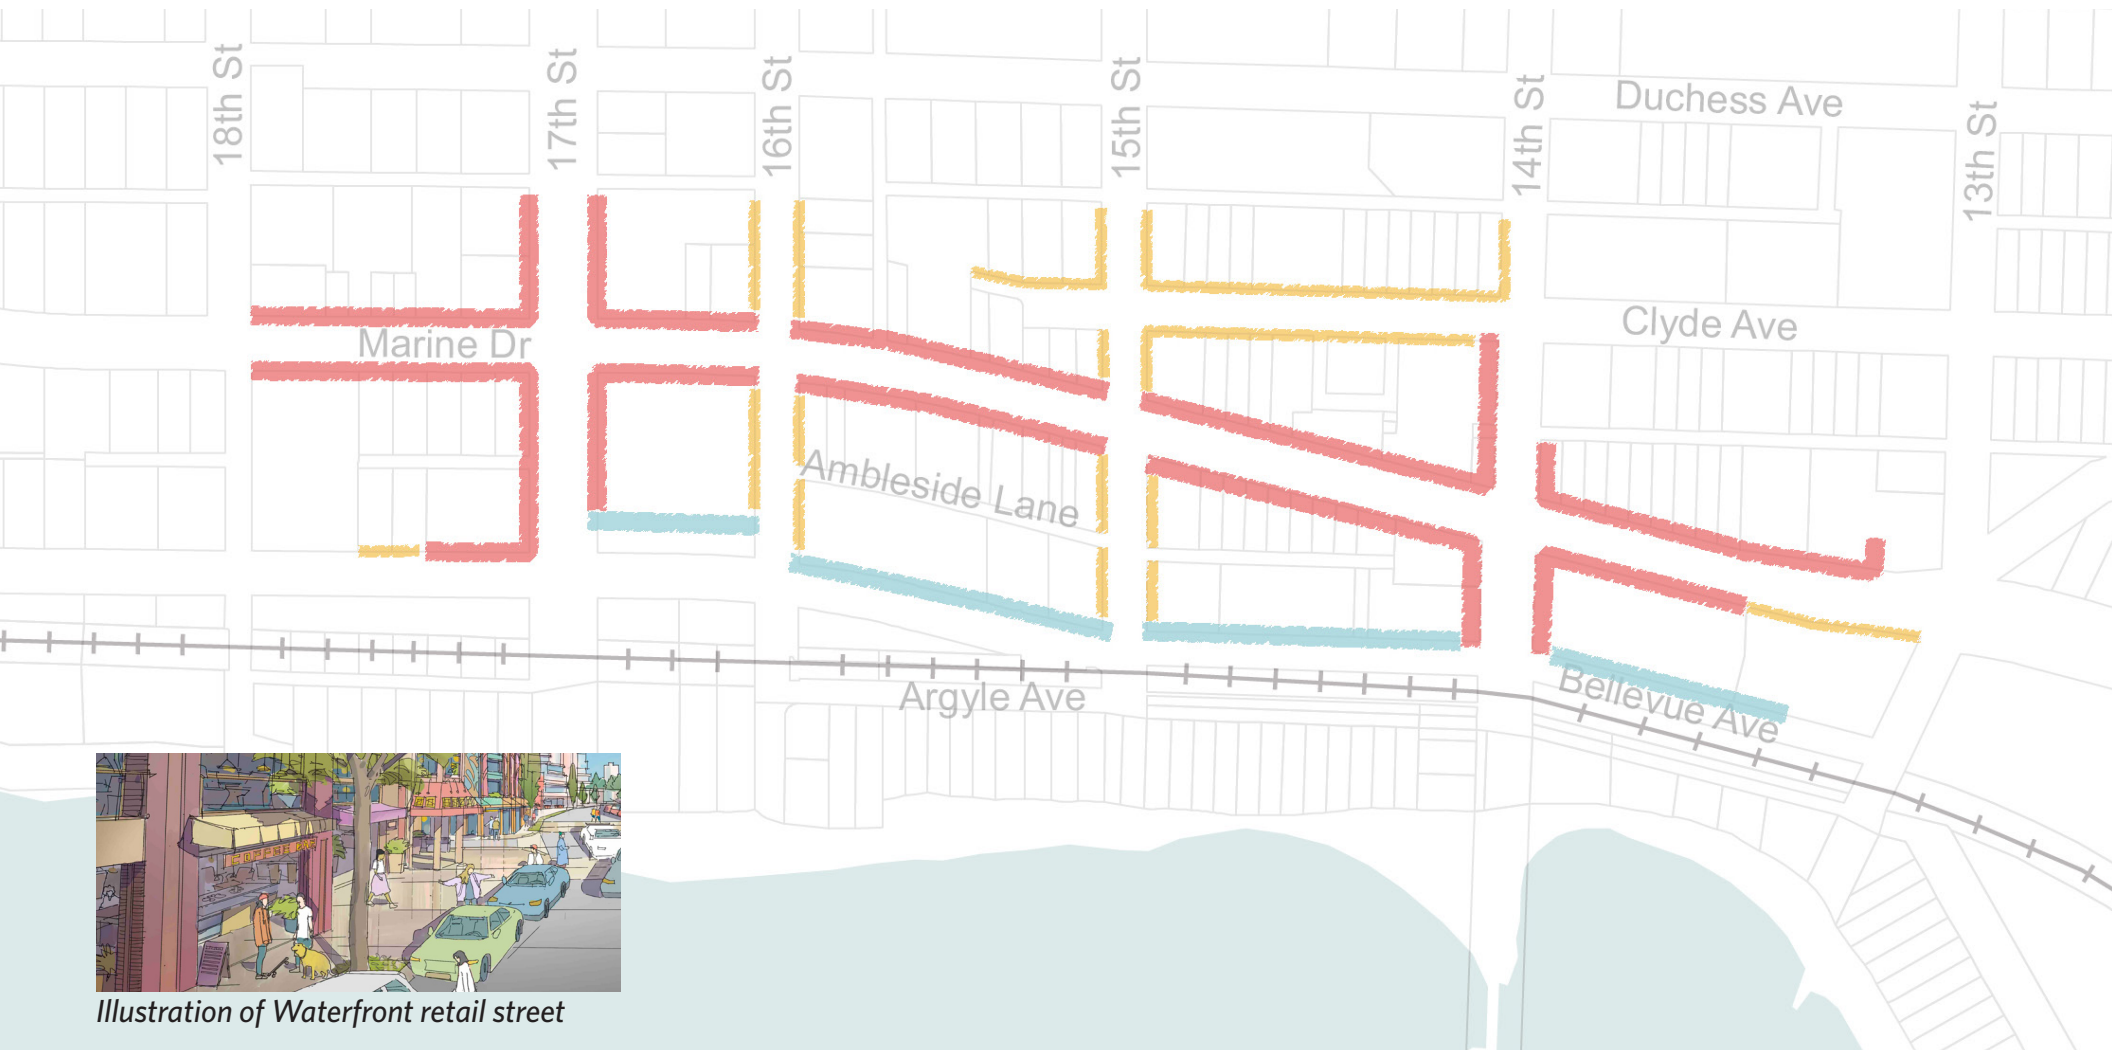 18th St
17th St
16th St
15th St
14th St
13th St
Duchess Ave
Clyde Ave
Marine Dr
Ambleside Lane
Argyle Ave
Bellevue Ave
Illustration of Waterfront retail street